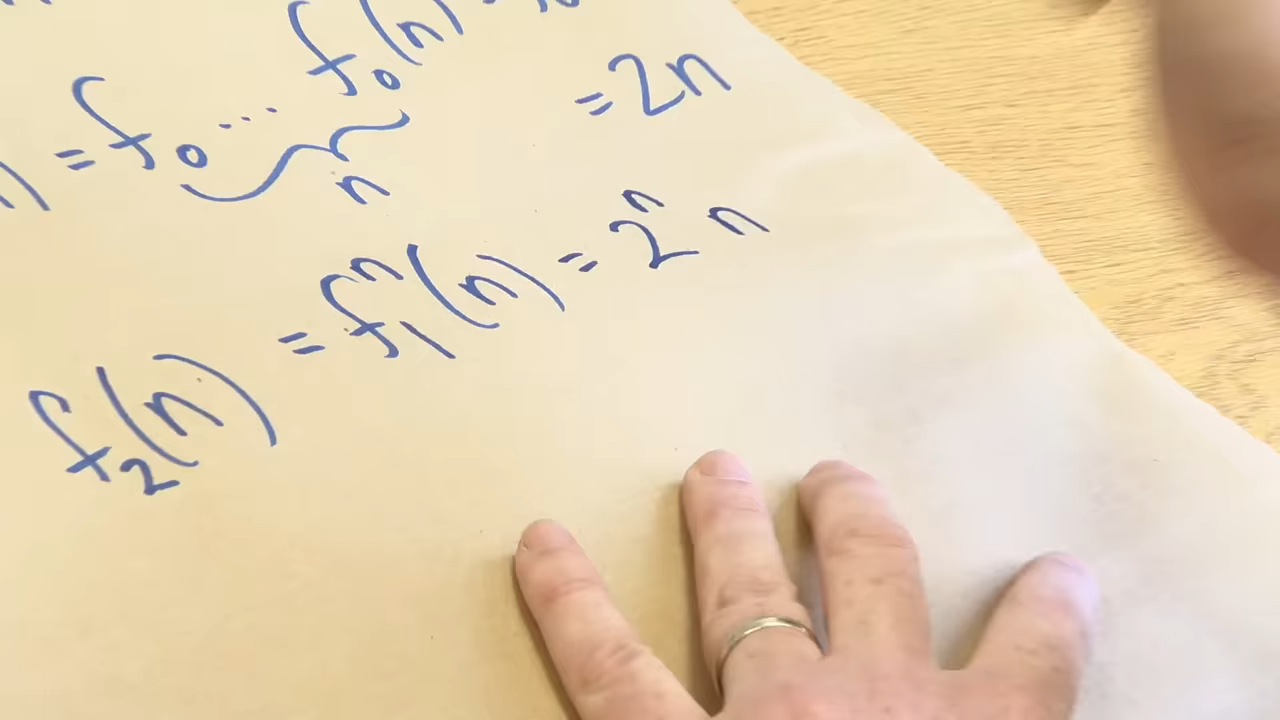 ) = f₀ ... f₀(n) = 2n
n
f₂(n) = f₁ⁿ(n) = 2ⁿ n